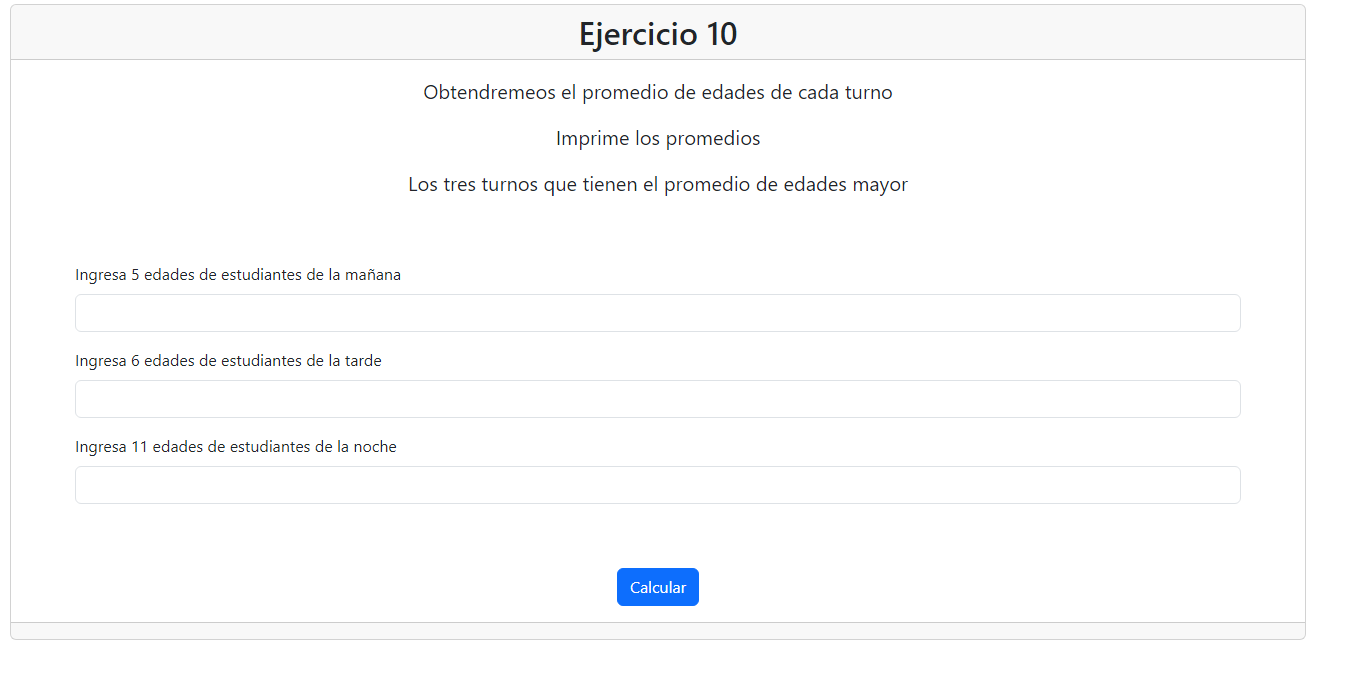 Ejercicio 10
Obtendremeos el promedio de edades de cada turno
Imprime los promedios
Los tres turnos que tienen el promedio de edades mayor
Ingresa 5 edades de estudiantes de la mañana
Ingresa 6 edades de estudiantes de la tarde
Ingresa 11 edades de estudiantes de la noche
Calcular